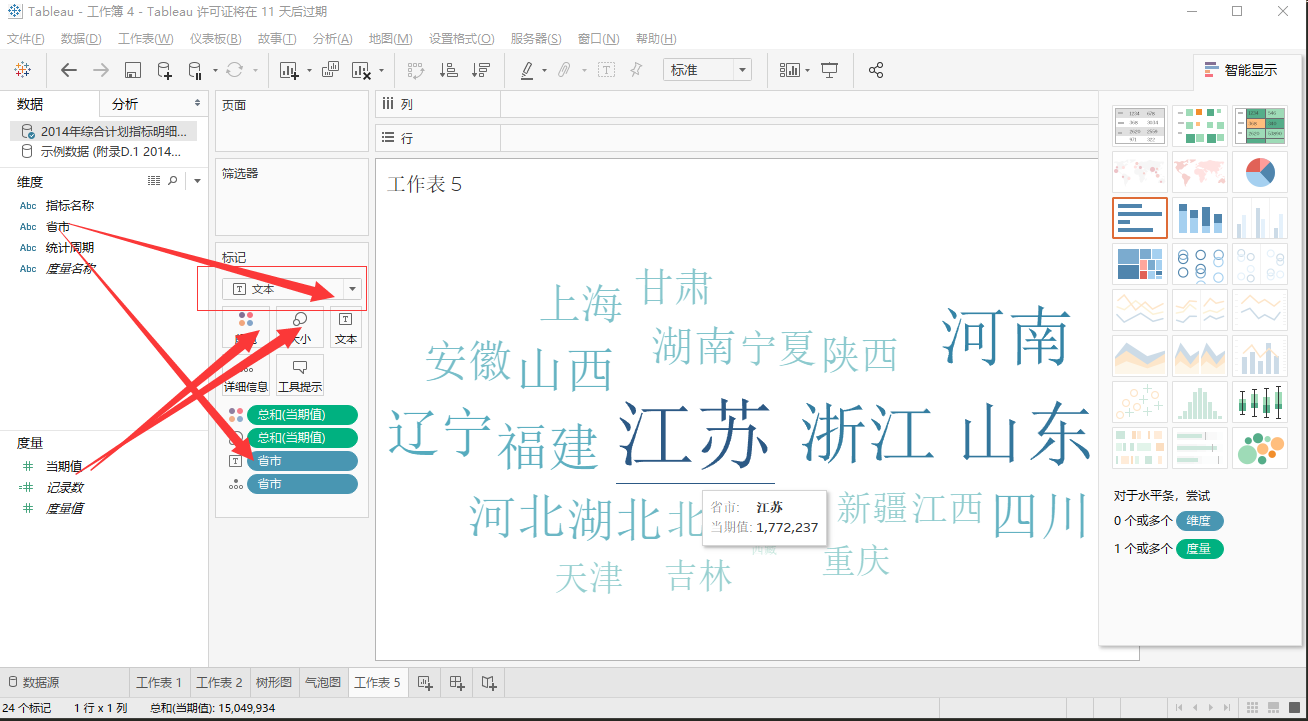 Tableau - 工作簿 4 - Tableau 许可证将在 11 天后过期
文件(F) 数据(D) 工作表(W) 仪表板(B) 故事(T) 分析(A) 地图(M) 设置格式(O) 服务器(S) 窗口(N) 帮助(H)
标准
智能显示
数据 分析
2014年综合计划指标明细...
示例数据 (附录D.1 2014...
维度
Abc 指标名称
Abc 省市
Abc 统计周期
Abc 度量名称
度量
当期值
记录数
度量值
页面
筛选器
标记
文本
大小 文本
详细信息 工具提示
总和(当期值)
总和(当期值)
省市
省市
列
行
工作表 5
上海 甘肃
安徽 山西 湖南 宁夏 陕西 河南
辽宁 福建 江苏 浙江 山东
河北 湖北 北 新疆 江西 四川
省市: 江苏
当期值: 1,772,237
西藏
天津 吉林 重庆
对于水平条，尝试
0 个或多个 维度
1 个或多个 度量
数据源 工作表 1 工作表 2 树形图 气泡图 工作表 5
24 个标记 1 行 x 1 列 总和(当期值): 15,049,934